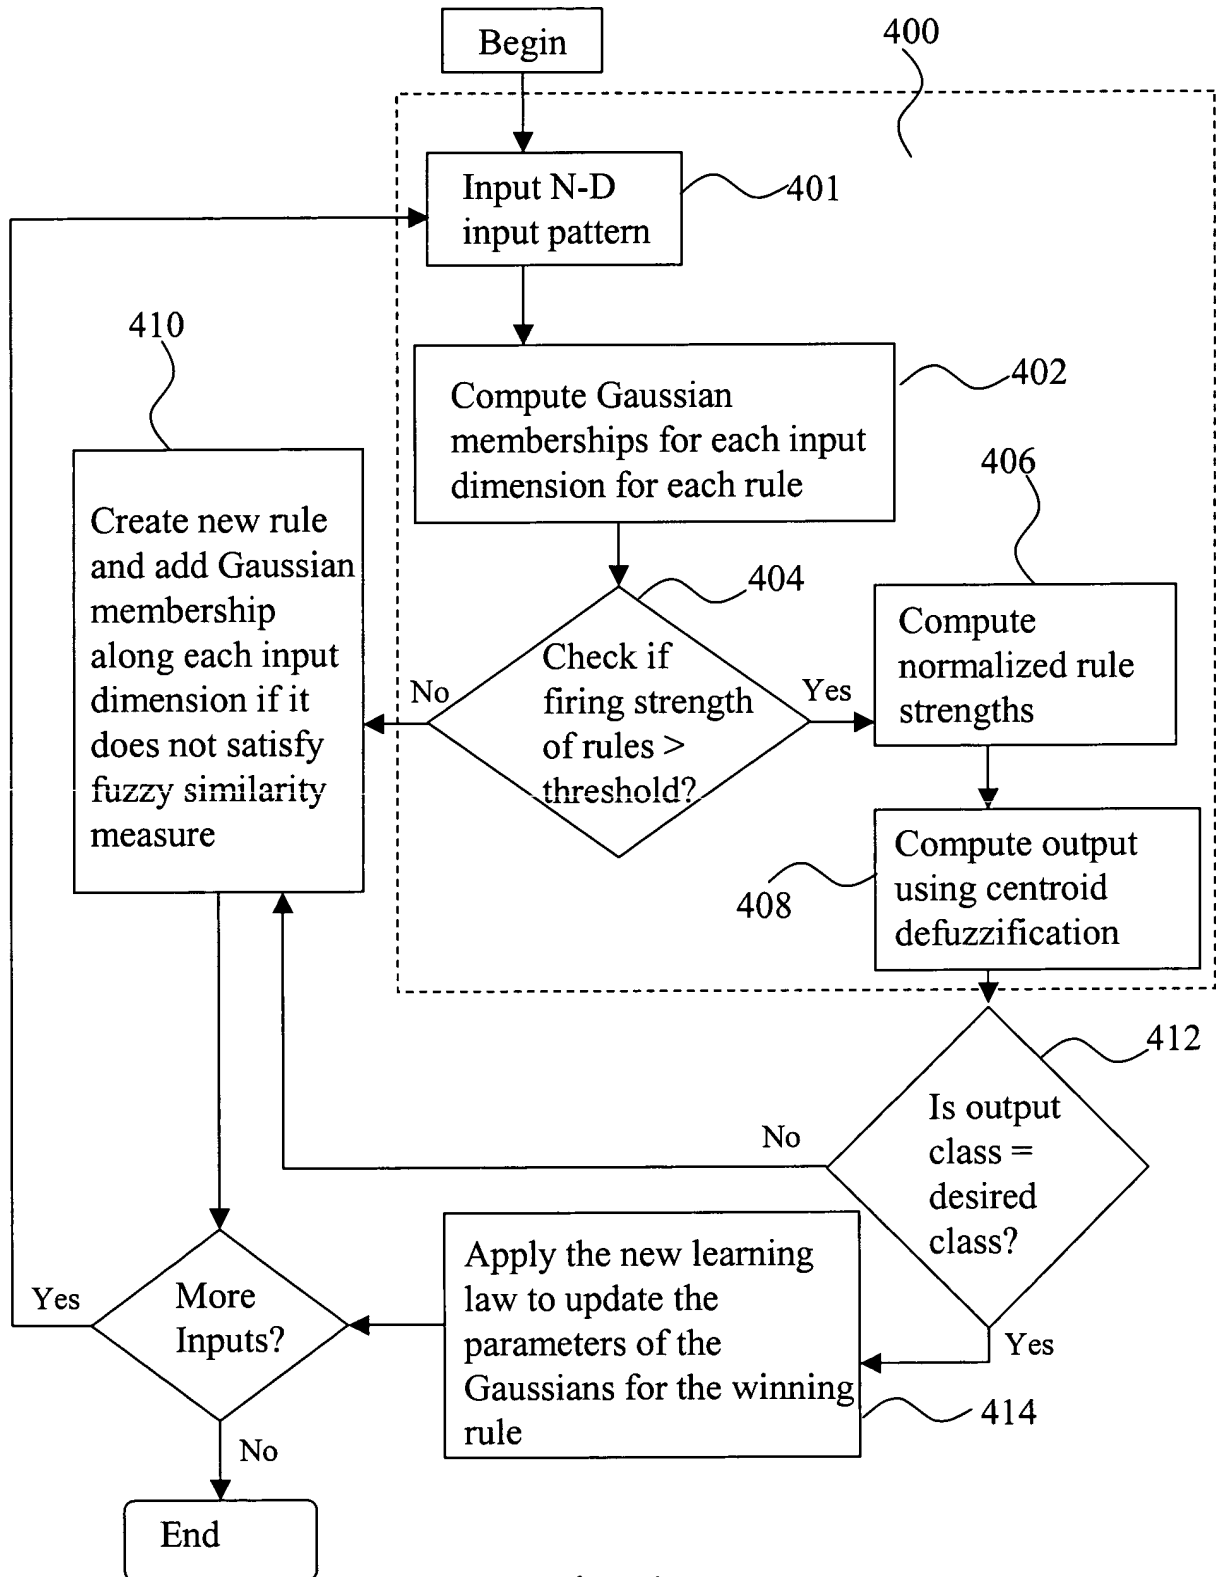 Begin
400
Input N-D
input pattern
401
410
Compute Gaussian
memberships for each input
dimension for each rule
402
406
Create new rule
and add Gaussian
membership
along each input
dimension if it
does not satisfy
fuzzy similarity
measure
404
Check if
firing strength
of rules >
threshold?
No
Yes
Compute
normalized rule
strengths
Compute output
using centroid
defuzzification
408
412
Is output
class =
desired
class?
No
Yes
Apply the new learning
law to update the
parameters of the
Gaussians for the winning
rule
414
More
Inputs?
Yes
No
End